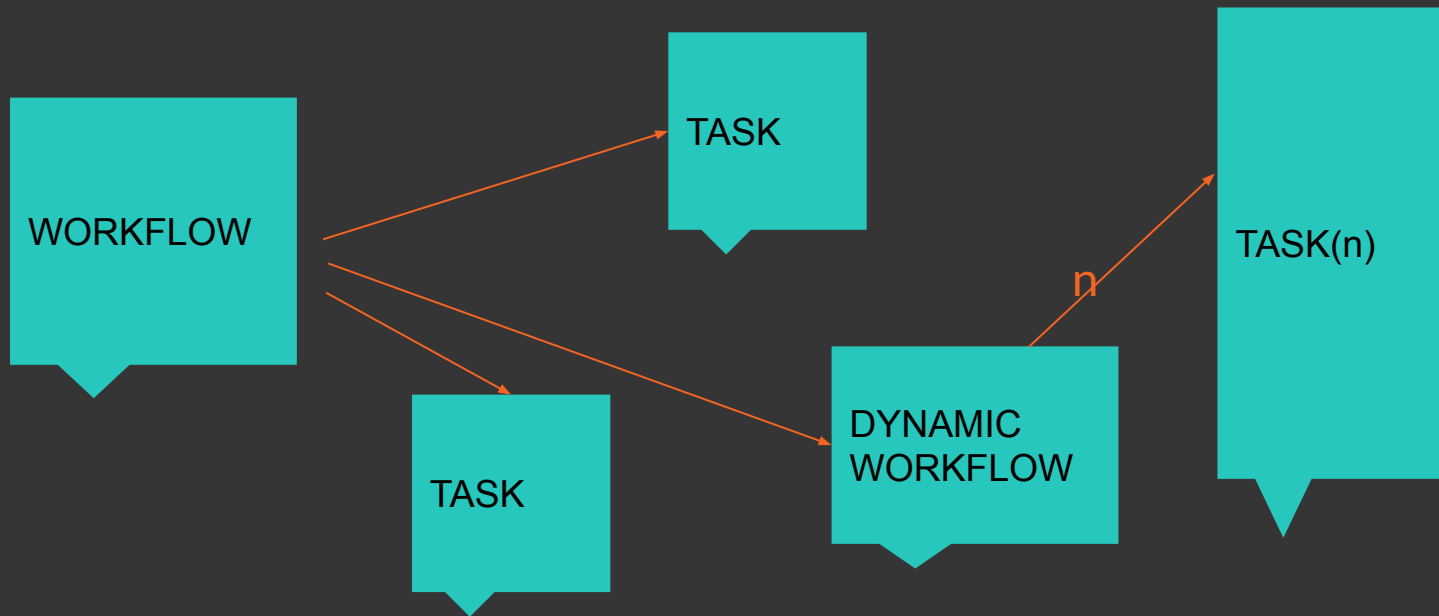 WORKFLOW
TASK
TASK
DYNAMIC
WORKFLOW
n
TASK(n)